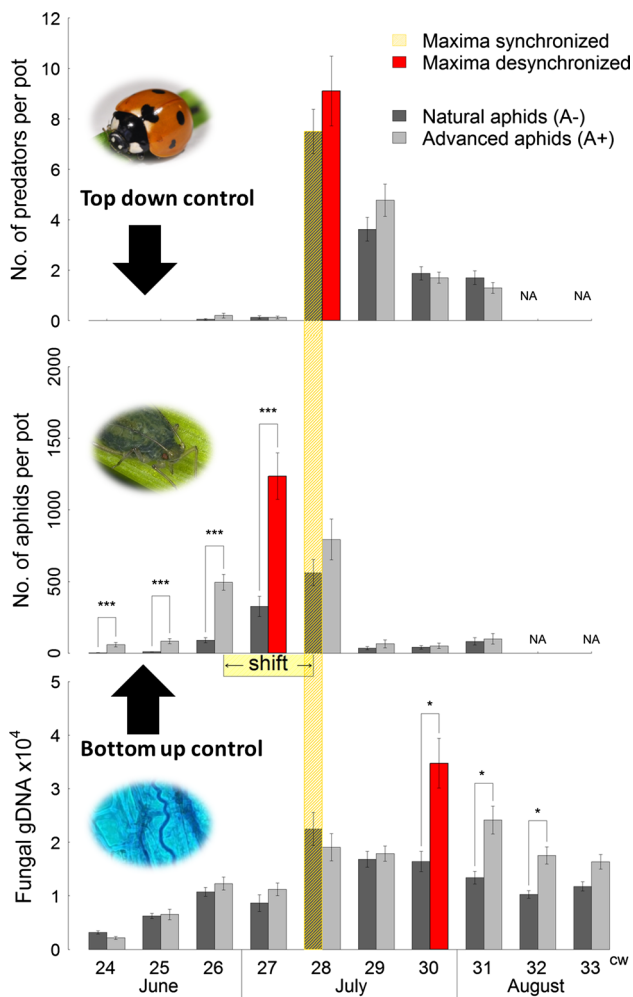 No. of predators per pot
12
10
8
6
4
2
0
Maxima synchronized
Maxima desynchronized
Natural aphids (A-)
Advanced aphids (A+)
Top down control
NA NA
No. of aphids per pot
2000
1500
1000
500
0
***
***
***
***
NA NA
← shift →
Bottom up control
Fungal gDNA x10⁴
5
4
3
2
1
0
*
*
*
24 25 26 27 28 29 30 31 32 33 CW
June July August